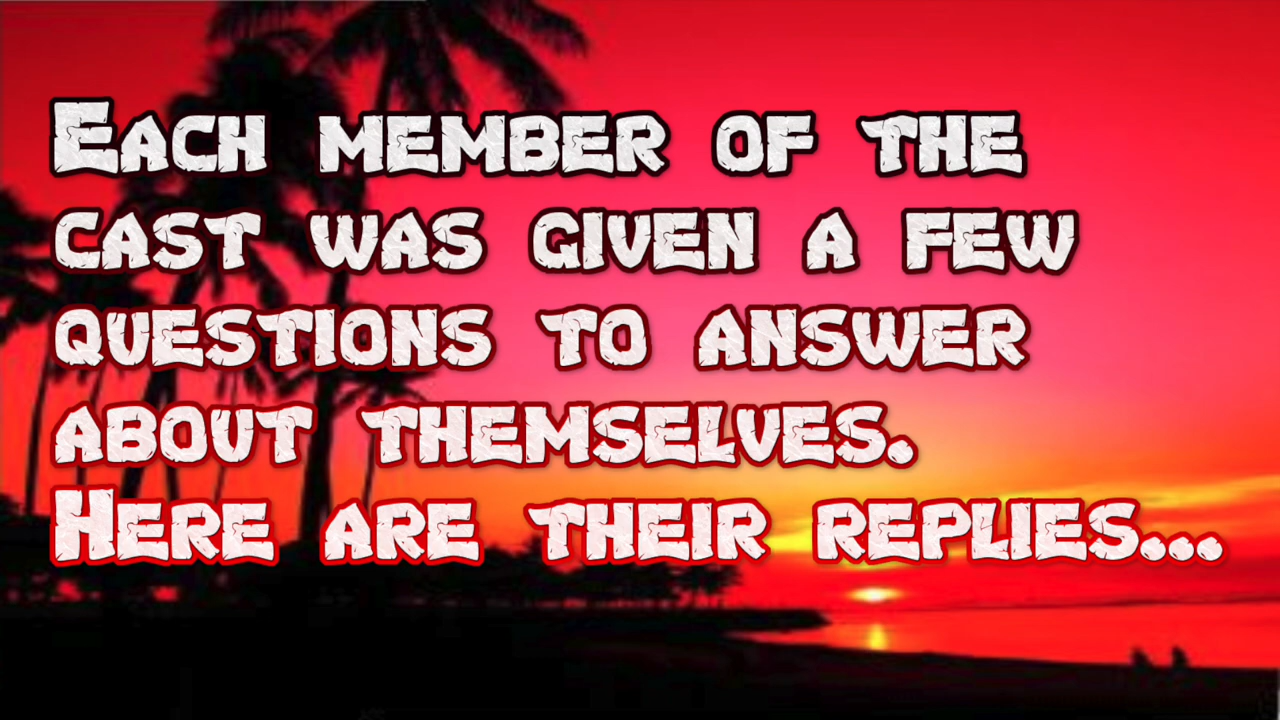 Each member of the
cast was given a few
questions to answer
about themselves.
Here are their replies...